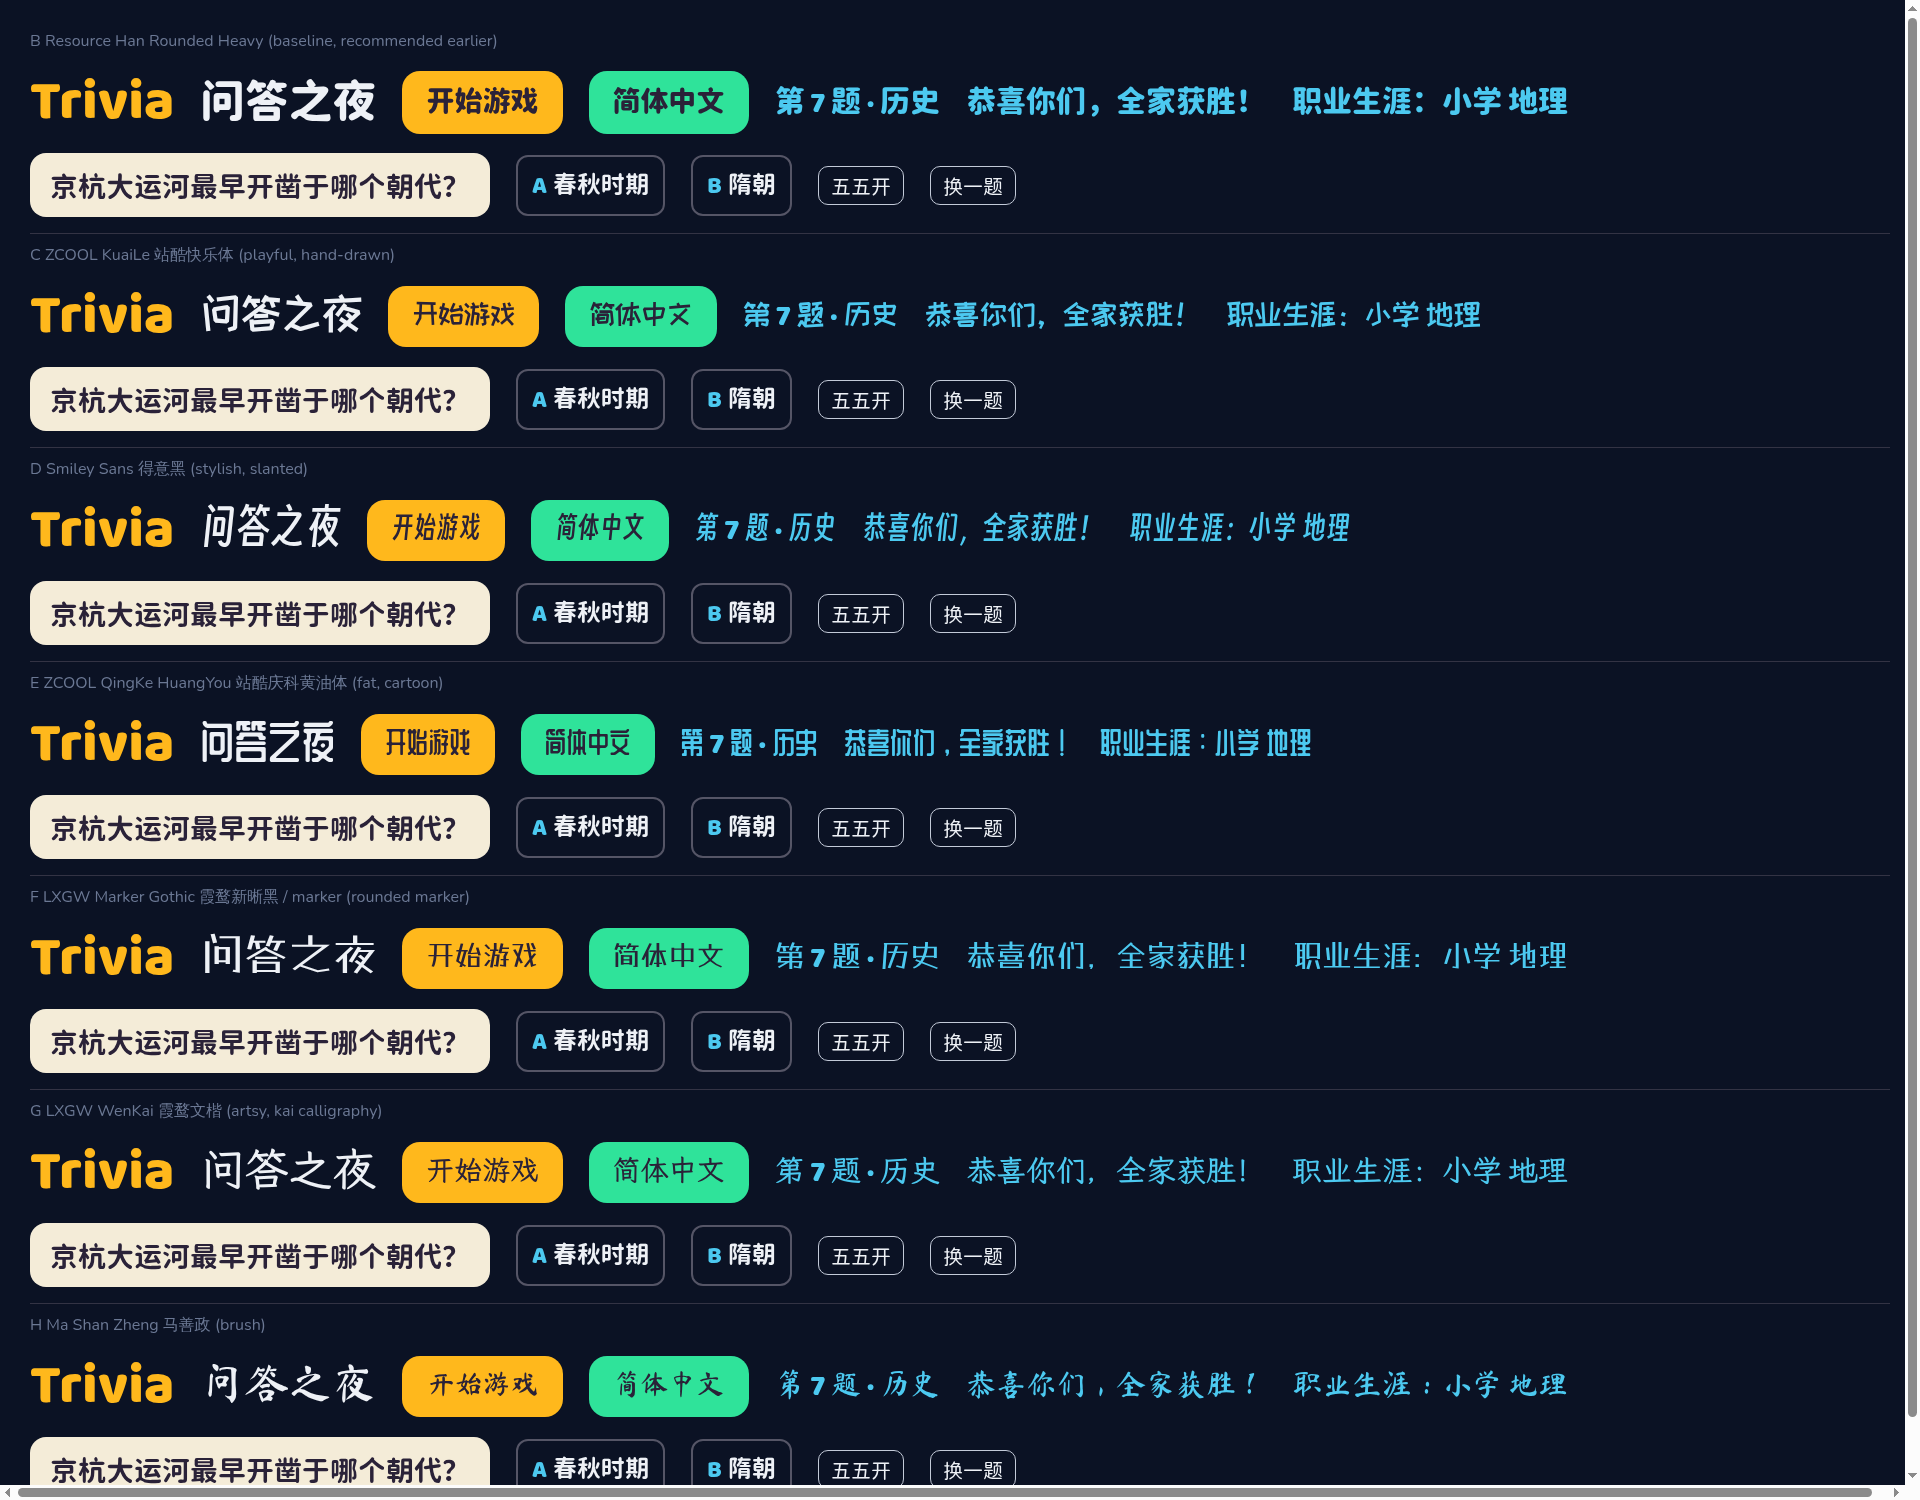 B Resource Han Rounded Heavy (baseline, recommended earlier)
Trivia 问答之夜 开始游戏 简体中文 第 7 题 · 历史 恭喜你们，全家获胜！ 职业生涯：小学 地理
京杭大运河最早开凿于哪个朝代？ A 春秋时期 B 隋朝 五五开 换一题
C ZCOOL KuaiLe 站酷快乐体 (playful, hand-drawn)
Trivia 问答之夜 开始游戏 简体中文 第 7 题 · 历史 恭喜你们，全家获胜！ 职业生涯：小学 地理
京杭大运河最早开凿于哪个朝代？ A 春秋时期 B 隋朝 五五开 换一题
D Smiley Sans 得意黑 (stylish, slanted)
Trivia 问答之夜 开始游戏 简体中文 第 7 题 · 历史 恭喜你们，全家获胜！ 职业生涯：小学 地理
京杭大运河最早开凿于哪个朝代？ A 春秋时期 B 隋朝 五五开 换一题
E ZCOOL QingKe HuangYou 站酷庆科黄油体 (fat, cartoon)
Trivia 问答之夜 开始游戏 简体中文 第 7 题 · 历史 恭喜你们，全家获胜！ 职业生涯：小学 地理
京杭大运河最早开凿于哪个朝代？ A 春秋时期 B 隋朝 五五开 换一题
F LXGW Marker Gothic 霞鹜新晰黑 / marker (rounded marker)
Trivia 问答之夜 开始游戏 简体中文 第 7 题 · 历史 恭喜你们，全家获胜！ 职业生涯：小学 地理
京杭大运河最早开凿于哪个朝代？ A 春秋时期 B 隋朝 五五开 换一题
G LXGW WenKai 霞鹜文楷 (artsy, kai calligraphy)
Trivia 问答之夜 开始游戏 简体中文 第 7 题 · 历史 恭喜你们，全家获胜！ 职业生涯：小学 地理
京杭大运河最早开凿于哪个朝代？ A 春秋时期 B 隋朝 五五开 换一题
H Ma Shan Zheng 马善政 (brush)
Trivia 问答之夜 开始游戏 简体中文 第 7 题 · 历史 恭喜你们，全家获胜！ 职业生涯：小学 地理
京杭大运河最早开凿于哪个朝代？ A 春秋时期 B 隋朝 五五开 换一题